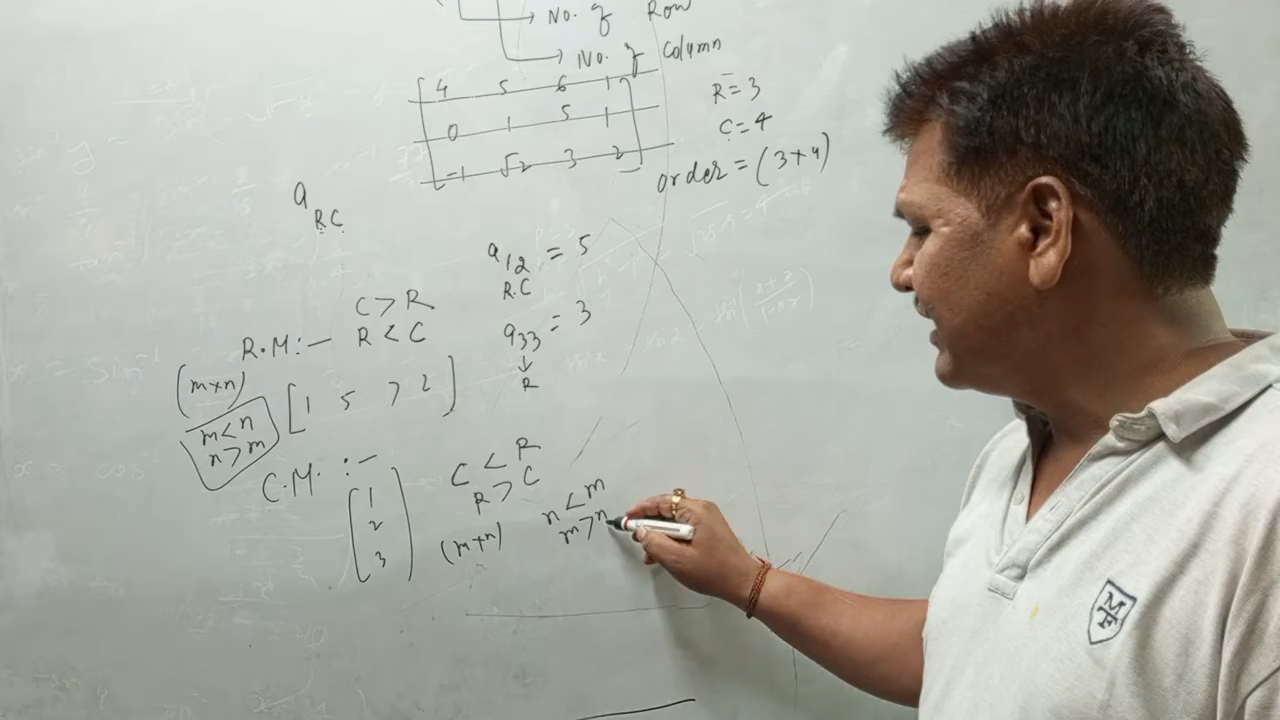 No. of Row
No. of Column
4 5 6 1
0 1 5 1
-1 √2 3 2
R = 3
C = 4
order = (3×4)
a
RC
a12 = 5
R.C
a33 = 3
↓
R
C > R
R.M :- R < C
(m×n)
[1 5 7 2]
m < n
n > m
C.M. :-
1
2
3
C < R
R > C
(m×n)
n < m
m > n
M
F